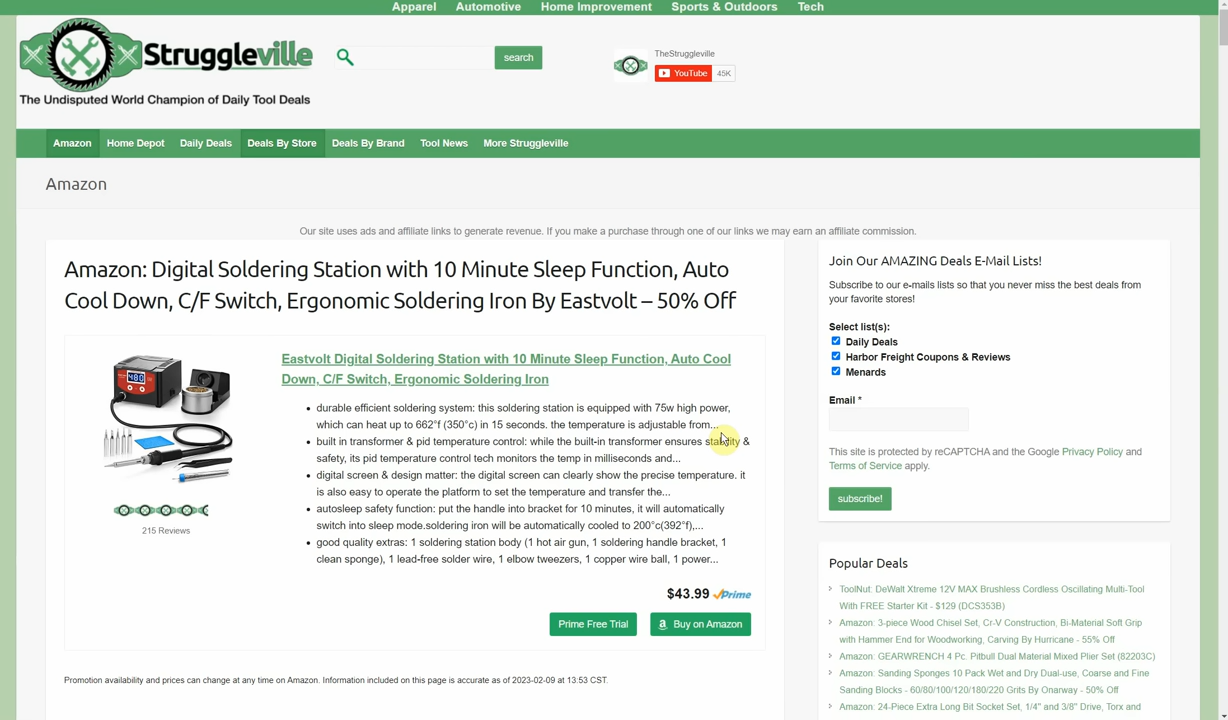 Apparel Automotive Home Improvement Sports & Outdoors Tech
Struggleville
The Undisputed World Champion of Daily Tool Deals
search
TheStruggleville
YouTube 45K
Amazon Home Depot Daily Deals Deals By Store Deals By Brand Tool News More Struggleville
Amazon
Our site uses ads and affiliate links to generate revenue. If you make a purchase through one of our links we may earn an affiliate commission.
Amazon: Digital Soldering Station with 10 Minute Sleep Function, Auto
Cool Down, C/F Switch, Ergonomic Soldering Iron By Eastvolt – 50% Off
480
215 Reviews
Eastvolt Digital Soldering Station with 10 Minute Sleep Function, Auto Cool
Down, C/F Switch, Ergonomic Soldering Iron
• durable efficient soldering system: this soldering station is equipped with 75w high power,
which can heat up to 662°f (350°c) in 15 seconds. the temperature is adjustable from...
• built in transformer & pid temperature control: while the built-in transformer ensures stability &
safety, its pid temperature control tech monitors the temp in milliseconds and...
• digital screen & design matter: the digital screen can clearly show the precise temperature. it
is also easy to operate the platform to set the temperature and transfer the...
• autosleep safety function: put the handle into bracket for 10 minutes, it will automatically
switch into sleep mode.soldering iron will be automatically cooled to 200°c(392°f),...
• good quality extras: 1 soldering station body (1 hot air gun, 1 soldering handle bracket, 1
clean sponge), 1 lead-free solder wire, 1 elbow tweezers, 1 copper wire ball, 1 power...
$43.99 Prime
Prime Free Trial Buy on Amazon
Promotion availability and prices can change at any time on Amazon. Information included on this page is accurate as of 2023-02-09 at 13:53 CST.
Join Our AMAZING Deals E-Mail Lists!
Subscribe to our e-mails lists so that you never miss the best deals from
your favorite stores!
Select list(s):
Daily Deals
Harbor Freight Coupons & Reviews
Menards
Email *
This site is protected by reCAPTCHA and the Google Privacy Policy and
Terms of Service apply.
subscribe!
Popular Deals
ToolNut: DeWalt Xtreme 12V MAX Brushless Cordless Oscillating Multi-Tool
With FREE Starter Kit - $129 (DCS353B)
Amazon: 3-piece Wood Chisel Set, Cr-V Construction, Bi-Material Soft Grip
with Hammer End for Woodworking, Carving By Hurricane - 55% Off
Amazon: GEARWRENCH 4 Pc. Pitbull Dual Material Mixed Plier Set (82203C)
Amazon: Sanding Sponges 10 Pack Wet and Dry Dual-use, Coarse and Fine
Sanding Blocks - 60/80/100/120/180/220 Grits By Onarway - 50% Off
Amazon: 24-Piece Extra Long Bit Socket Set, 1/4" and 3/8" Drive, Torx and